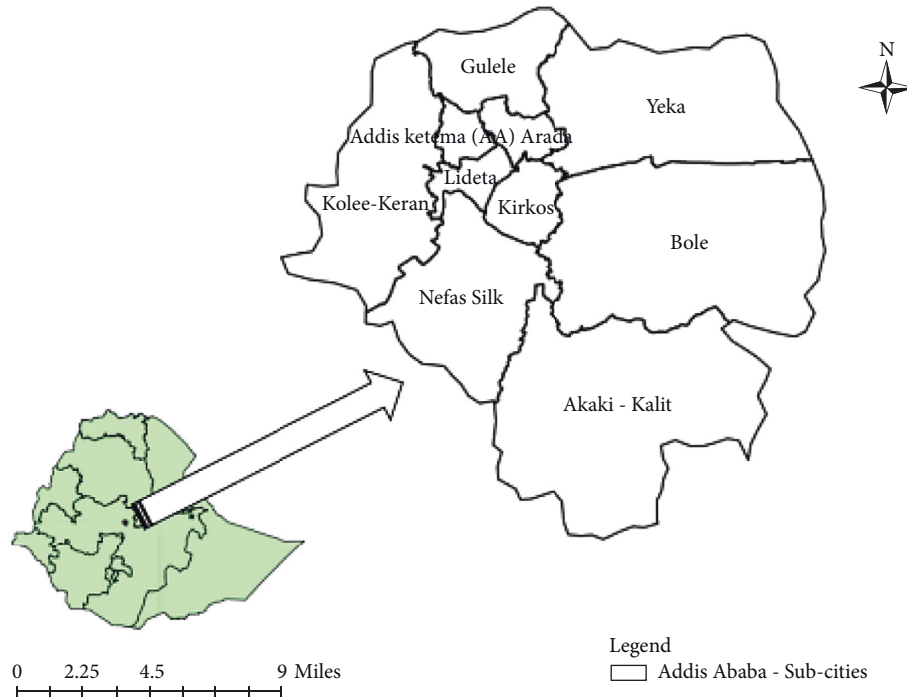 N
Gulele
Yeka
Addis ketema (AA) Arada
Lideta
Kolee-Keran
Kirkos
Bole
Nefas Silk
Akaki - Kalit
0 2.25 4.5 9 Miles
Legend
Addis Ababa - Sub-cities